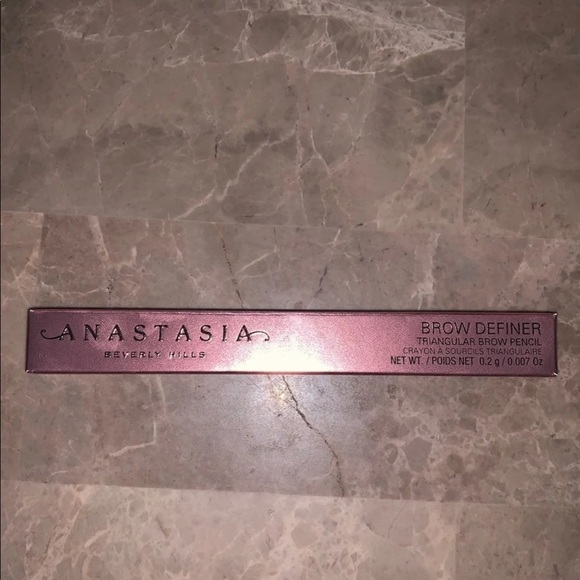 ANASTASIA
BEVERLY HILLS
BROW DEFINER
TRIANGULAR BROW PENCIL
CRAYON À SOURCILS TRIANGULAIRE
NET WT. / POIDS NET 0.2 g / 0.007 Oz